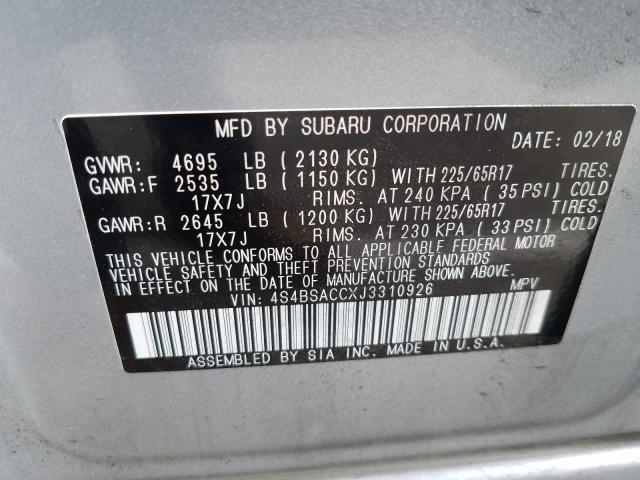 MFD BY SUBARU CORPORATION DATE: 02/18
GVWR: 4695 LB (2130 KG)
GAWR:F 2535 LB (1150 KG) WITH 225/65R17 TIRES.
17X7J RIMS. AT 240 KPA (35 PSI) COLD
GAWR:R 2645 LB (1200 KG) WITH 225/65R17 TIRES.
17X7J RIMS. AT 230 KPA (33 PSI) COLD
THIS VEHICLE CONFORMS TO ALL APPLICABLE FEDERAL MOTOR
VEHICLE SAFETY AND THEFT PREVENTION STANDARDS
IN EFFECT ON THE DATE OF MANUFACTURE SHOWN ABOVE.
VIN: 4S4BSACCXJ3310926 MPV
ASSEMBLED BY SIA INC. MADE IN U.S.A.